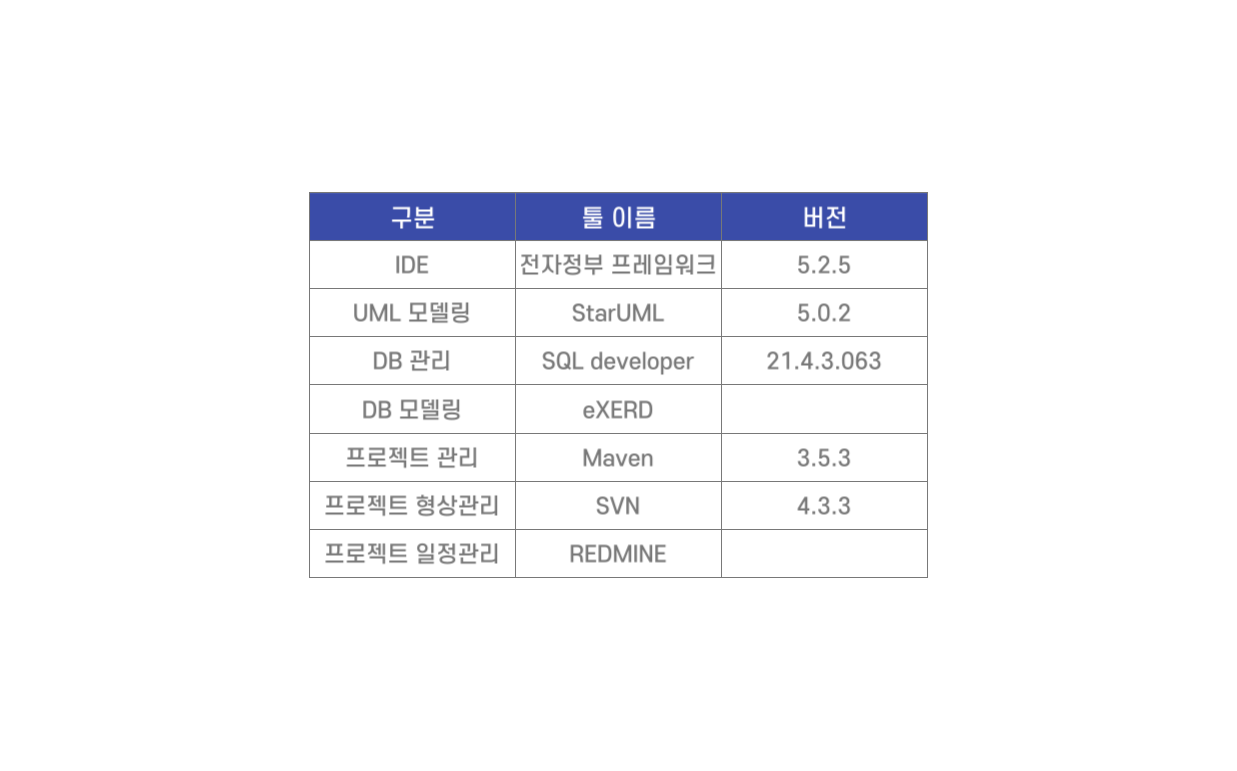 구분 툴 이름 버전
IDE 전자정부 프레임워크 5.2.5
UML 모델링 StarUML 5.0.2
DB 관리 SQL developer 21.4.3.063
DB 모델링 eXERD
프로젝트 관리 Maven 3.5.3
프로젝트 형상관리 SVN 4.3.3
프로젝트 일정관리 REDMINE